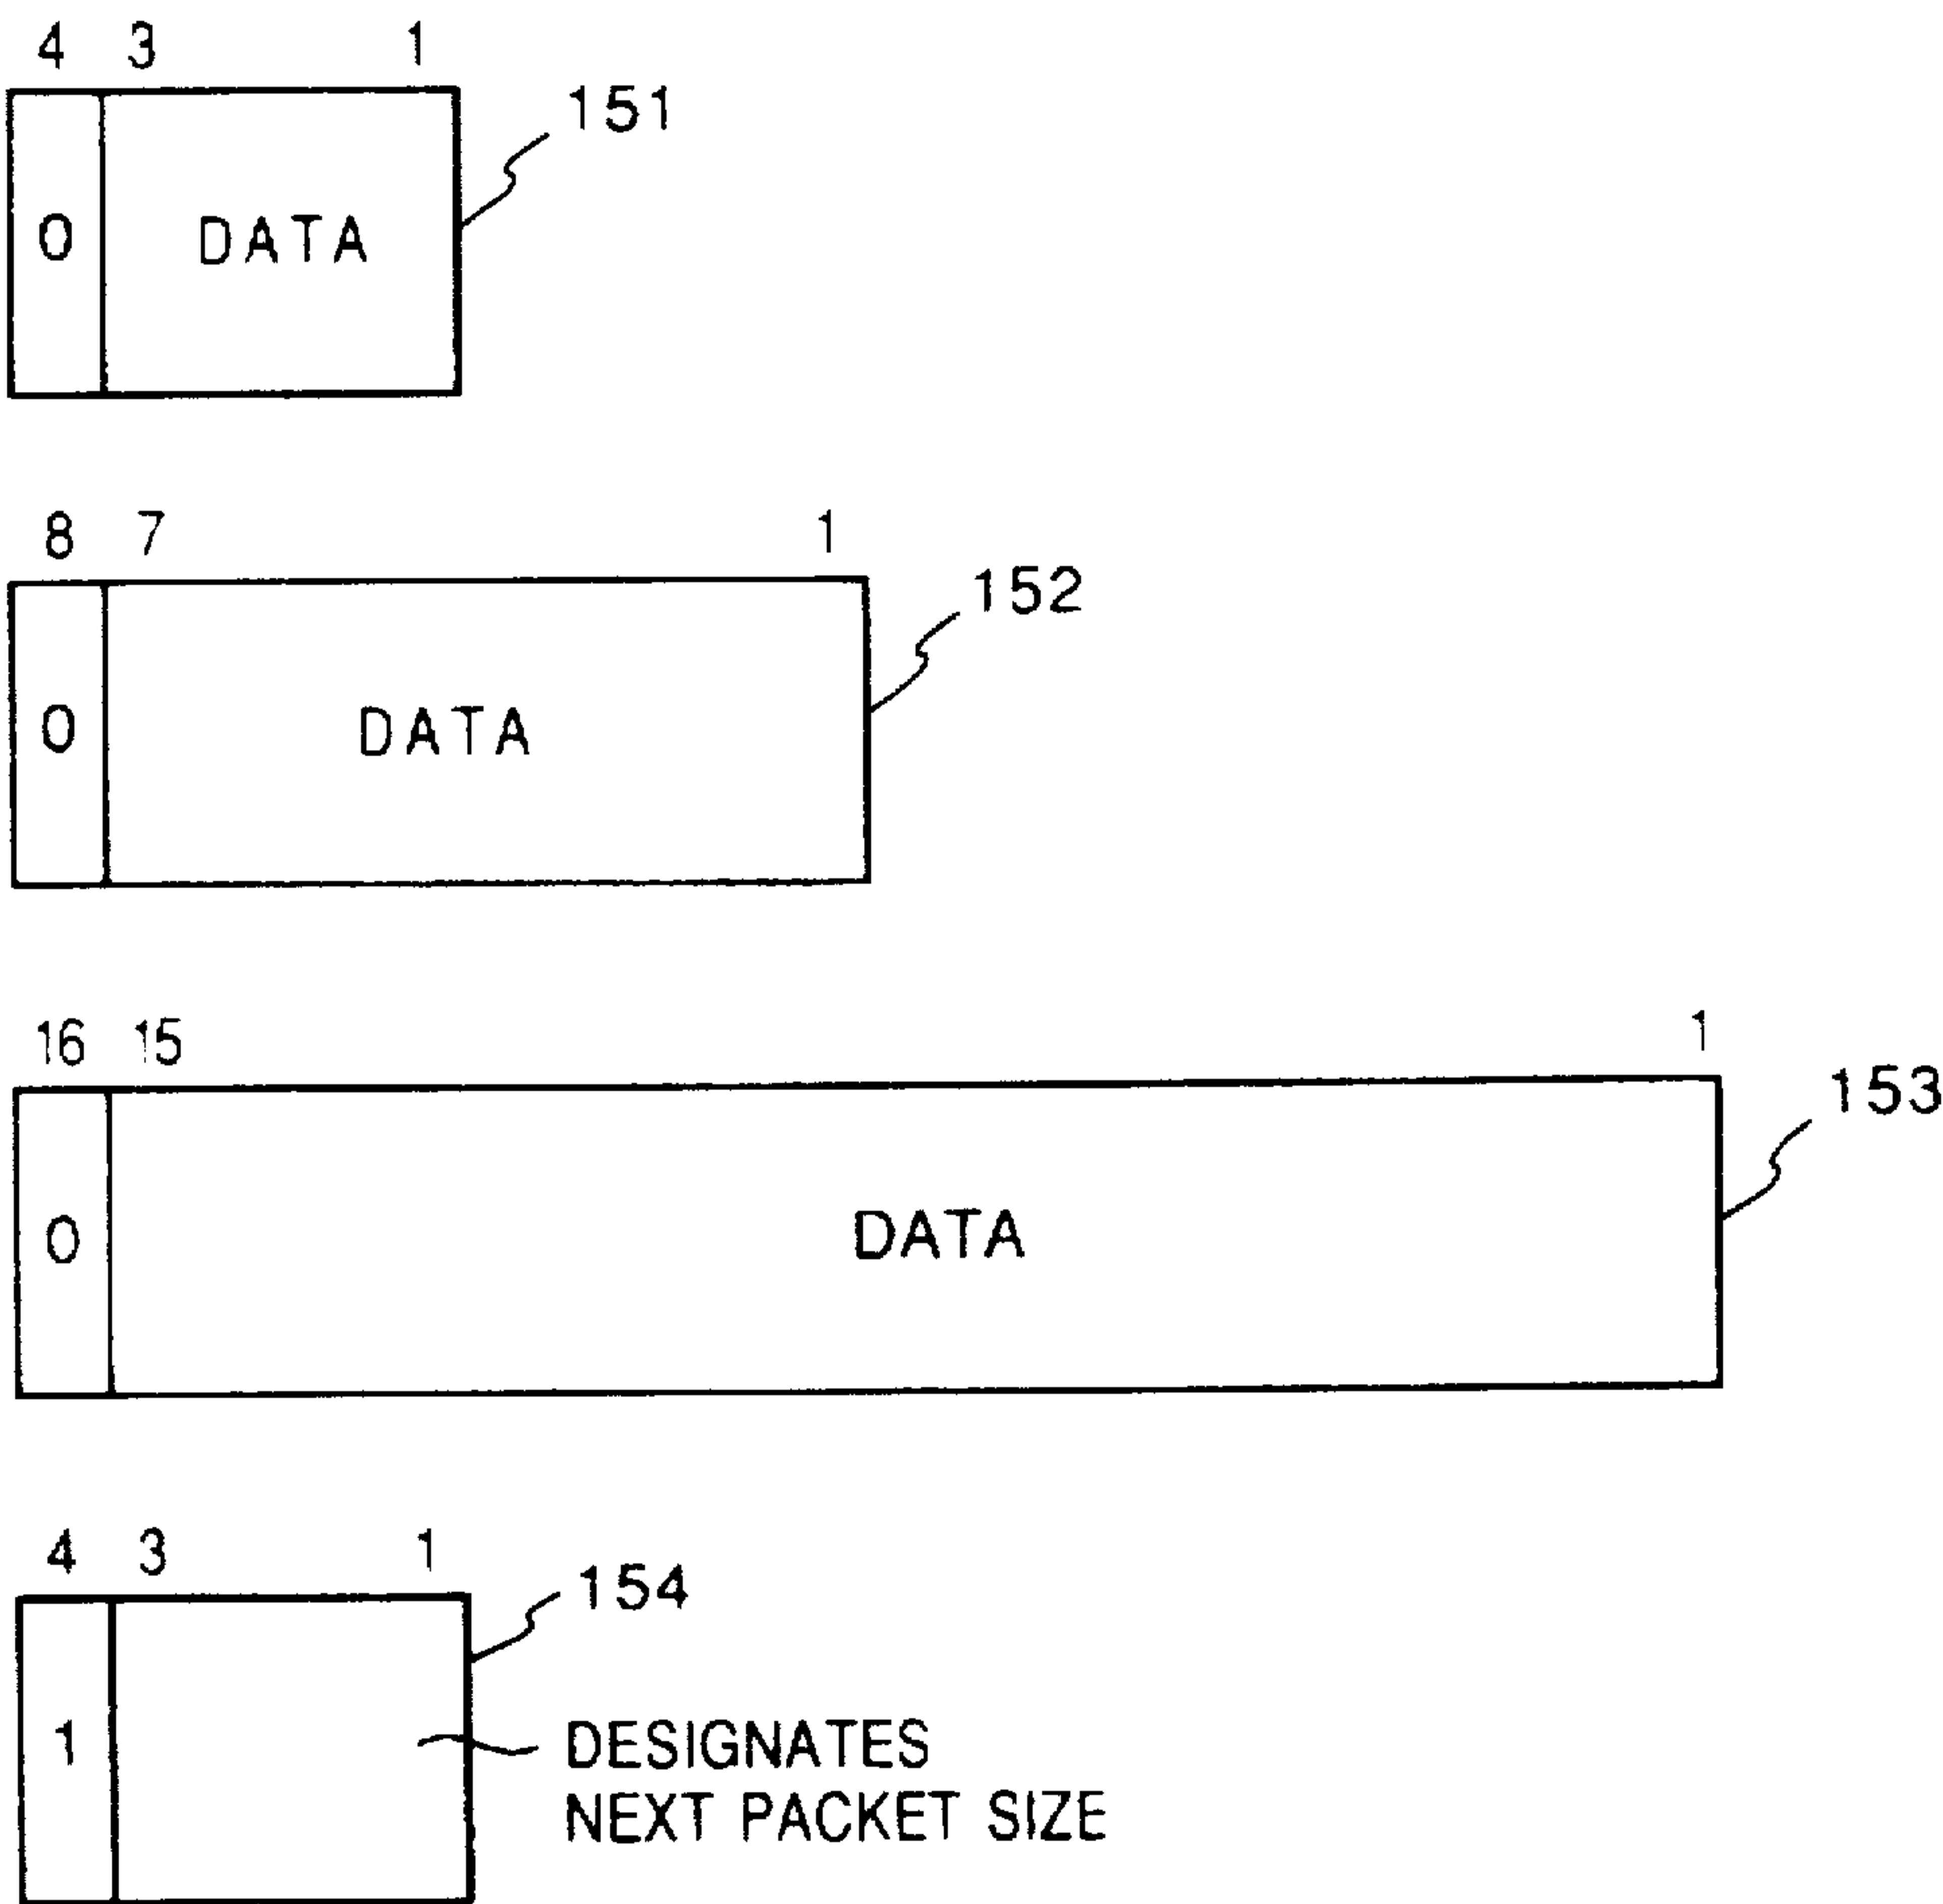 4 3 1
151
0 DATA
8 7 1
152
0 DATA
16 15 1
153
0 DATA
4 3 1
154
1
DESIGNATES
NEXT PACKET SIZE